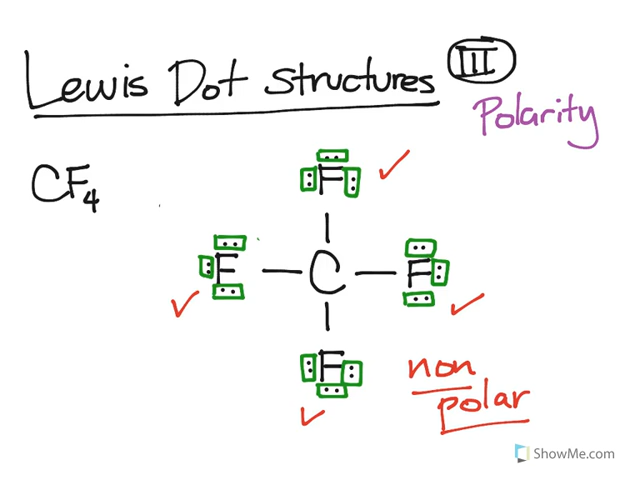 Lewis Dot Structures III
Polarity
CF4
F
F — C — F
F
non
polar
ShowMe.com